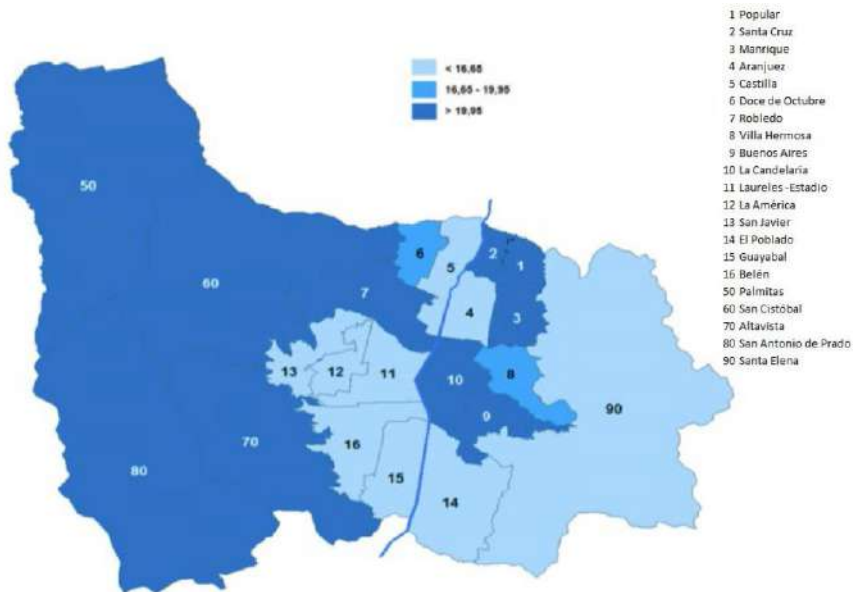 < 16,65
16,65 - 19,95
> 19,95
1 Popular
2 Santa Cruz
3 Manrique
4 Aranjuez
5 Castilla
6 Doce de Octubre
7 Robledo
8 Villa Hermosa
9 Buenos Aires
10 La Candelaria
11 Laureles -Estadio
12 La América
13 San Javier
14 El Poblado
15 Guayabal
16 Belén
50 Palmitas
60 San Cistóbal
70 Altavista
80 San Antonio de Prado
90 Santa Elena
50
6
5
2
1
60
7
4
3
13
12
11
10
8
9
90
70
16
80
15
14